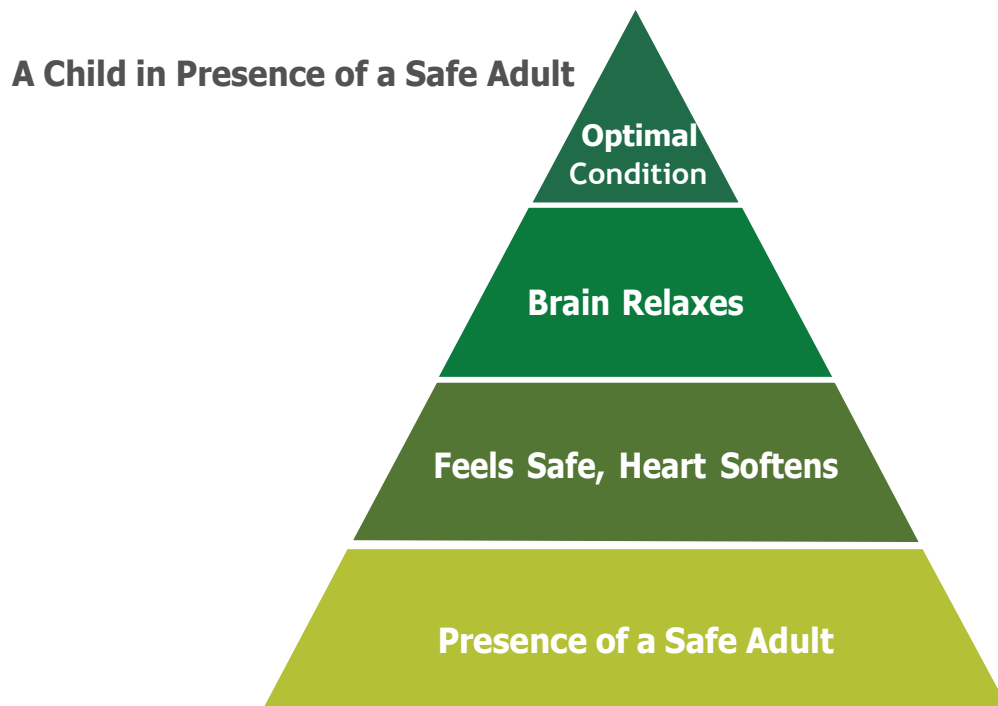 A Child in Presence of a Safe Adult
Optimal
Condition
Brain Relaxes
Feels Safe, Heart Softens
Presence of a Safe Adult